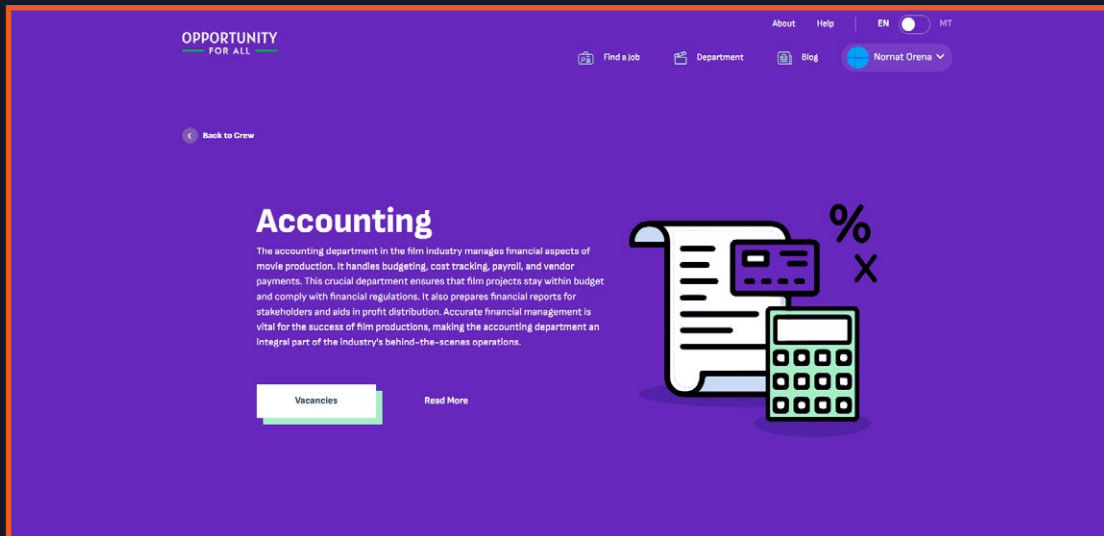 OPPORTUNITY
FOR ALL
About Help EN MT
Find a Job Department Blog Nornat Orena
Back to Crew
Accounting
The accounting department in the film industry manages financial aspects of
movie production. It handles budgeting, cost tracking, payroll, and vendor
payments. This crucial department ensures that film projects stay within budget
and comply with financial regulations. It also prepares financial reports for
stakeholders and aids in profit distribution. Accurate financial management is
vital for the success of film productions, making the accounting department an
integral part of the industry's behind-the-scenes operations.
% 
X
Vacancies Read More